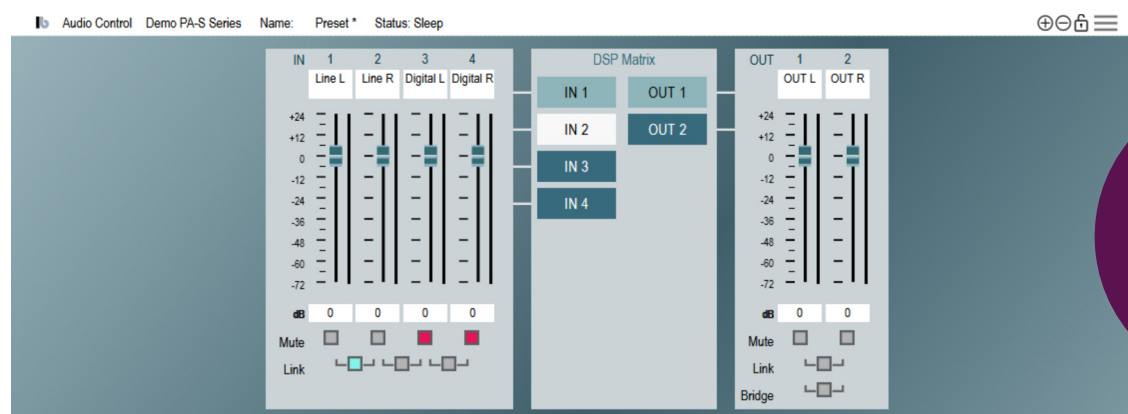 lb Audio Control Demo PA-S Series Name: Preset * Status: Sleep
IN 1 2 3 4
Line L Line R Digital L Digital R
+24
+12
0
-12
-24
-36
-48
-60
-72
dB 0 0 0 0
Mute
Link
DSP Matrix
IN 1 OUT 1
IN 2 OUT 2
IN 3
IN 4
OUT 1 2
OUT L OUT R
+24
+12
0
-12
-24
-36
-48
-60
-72
dB 0 0
Mute
Link
Bridge